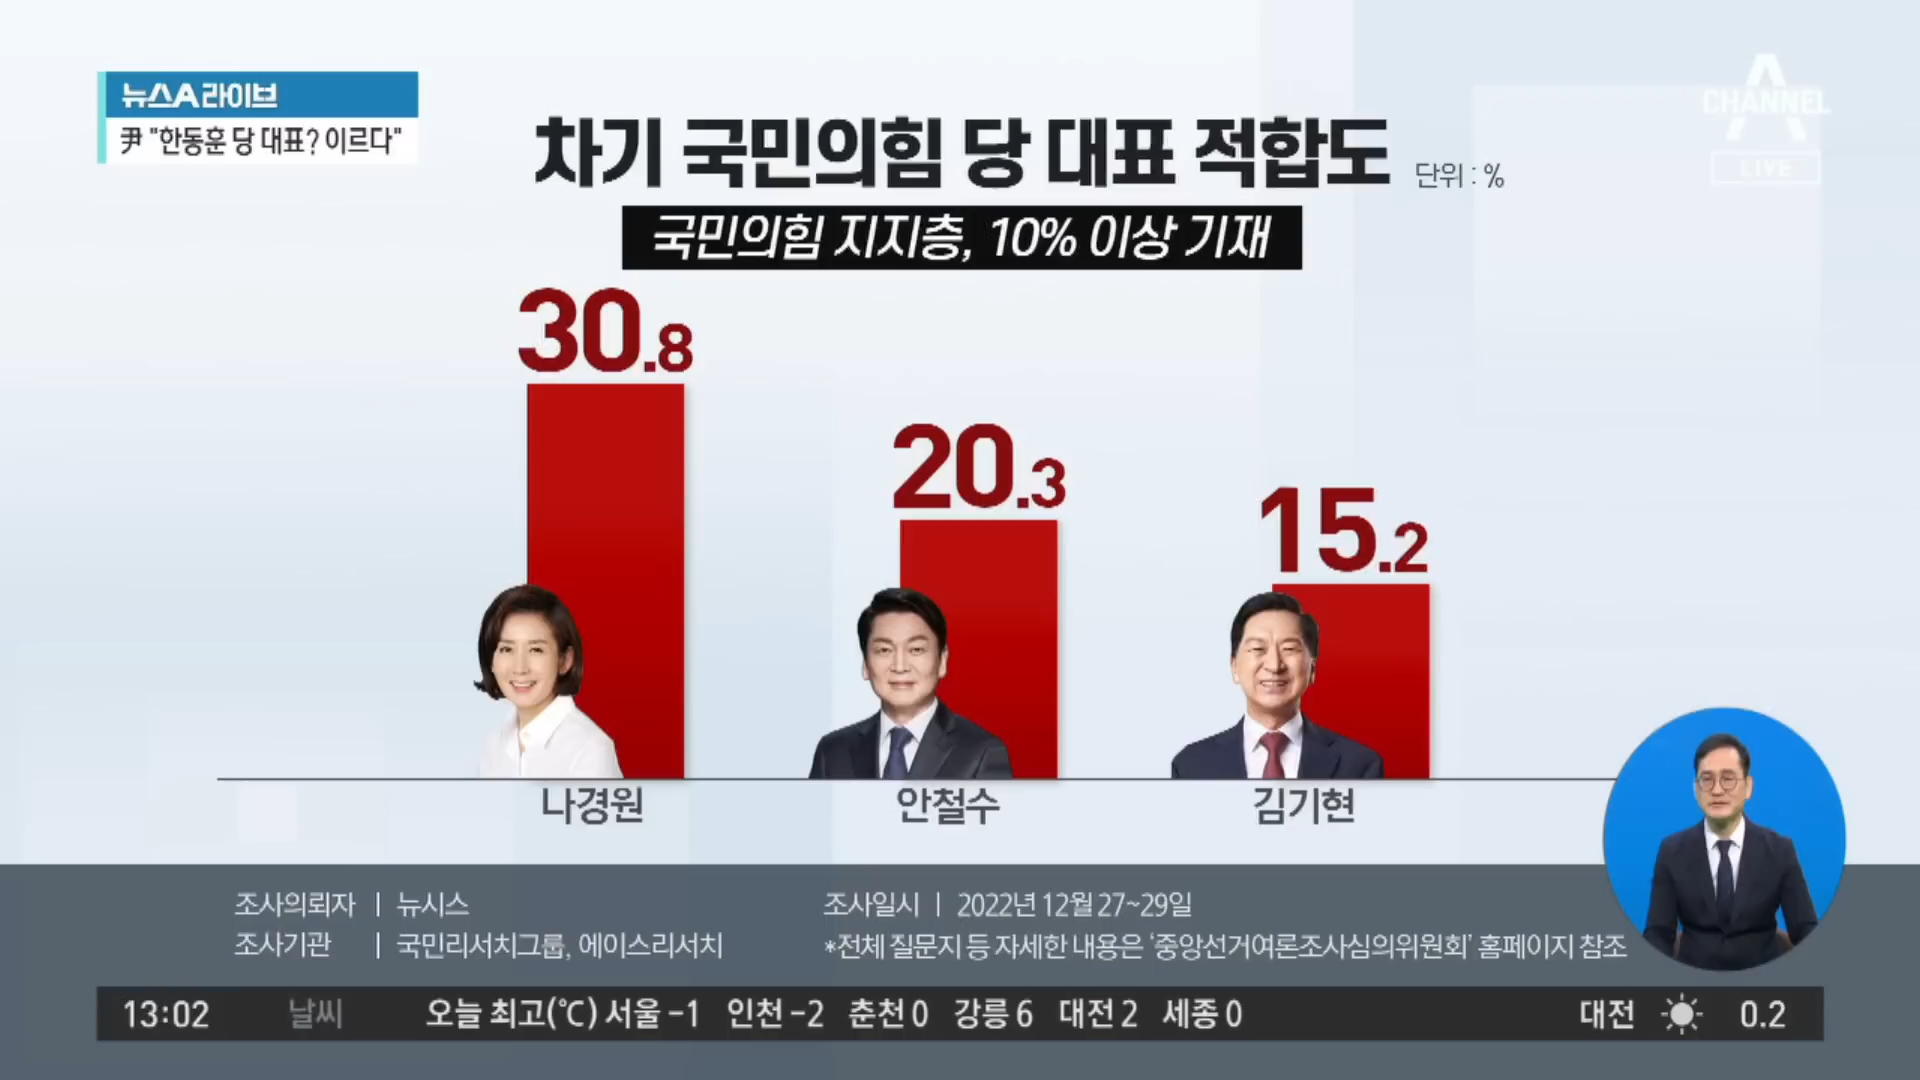 뉴스A 라이브
尹 "한동훈 당 대표? 이르다"
CHANNEL A
LIVE
차기 국민의힘 당 대표 적합도 단위 : %
국민의힘 지지층, 10% 이상 기재
30.8
20.3
15.2
나경원
안철수
김기현
조사의뢰자 | 뉴시스
조사기관 | 국민리서치그룹, 에이스리서치
조사일시 | 2022년 12월 27~29일
*전체 질문지 등 자세한 내용은 '중앙선거여론조사심의위원회' 홈페이지 참조
13:02 날씨 오늘 최고(℃) 서울 -1 인천 -2 춘천 0 강릉 6 대전 2 세종 0 대전 0.2